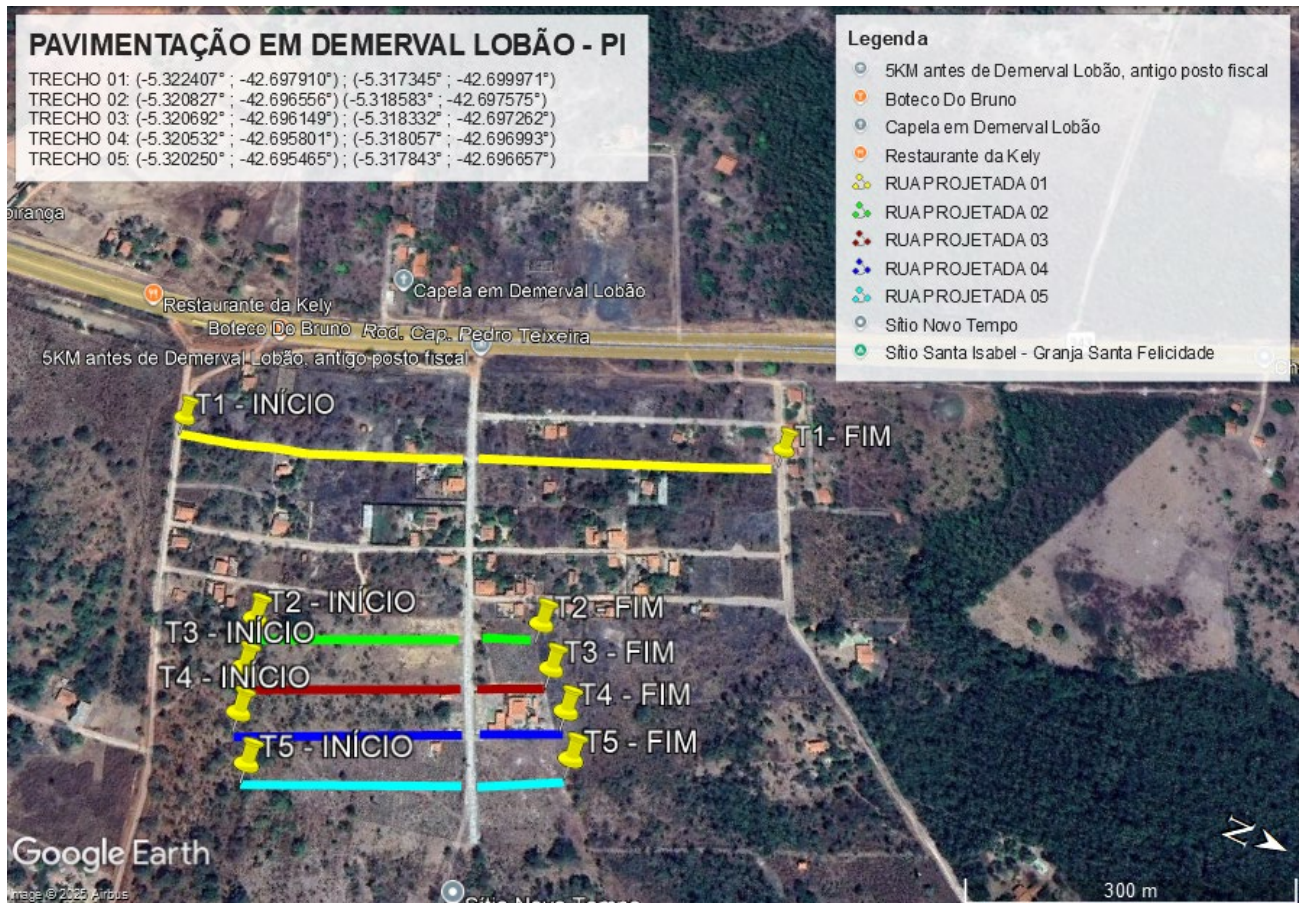 PAVIMENTAÇÃO EM DEMERVAL LOBÃO - PI
TRECHO 01: (-5.322407° ; -42.697910°) ; (-5.317345° ; -42.699971°)
TRECHO 02: (-5.320827° ; -42.696556°) (-5.318583° ; -42.697575°)
TRECHO 03: (-5.320692° ; -42.696149°) ; (-5.318332° ; -42.697262°)
TRECHO 04: (-5.320532° ; -42.695801°) ; (-5.318057° ; -42.696993°)
TRECHO 05: (-5.320250° ; -42.695465°) ; (-5.317843° ; -42.696657°)
Legenda
5KM antes de Demerval Lobão, antigo posto fiscal
Boteco Do Bruno
Capela em Demerval Lobão
Restaurante da Kely
RUA PROJETADA 01
RUA PROJETADA 02
RUA PROJETADA 03
RUA PROJETADA 04
RUA PROJETADA 05
Sítio Novo Tempo
Sítio Santa Isabel - Granja Santa Felicidade
Capela em Demerval Lobão
Restaurante da Kely
Boteco Do Bruno
Rod. Cap. Pedro Teixeira
5KM antes de Demerval Lobão, antigo posto fiscal
T1 - INÍCIO
T1- FIM
T2 - INÍCIO
T2 - FIM
T3 - INÍCIO
T3 - FIM
T4 - INÍCIO
T4 - FIM
T5 - INÍCIO
T5 - FIM
Google Earth
Image © 2025 Airbus
Sítio Novo Tempo
N
300 m